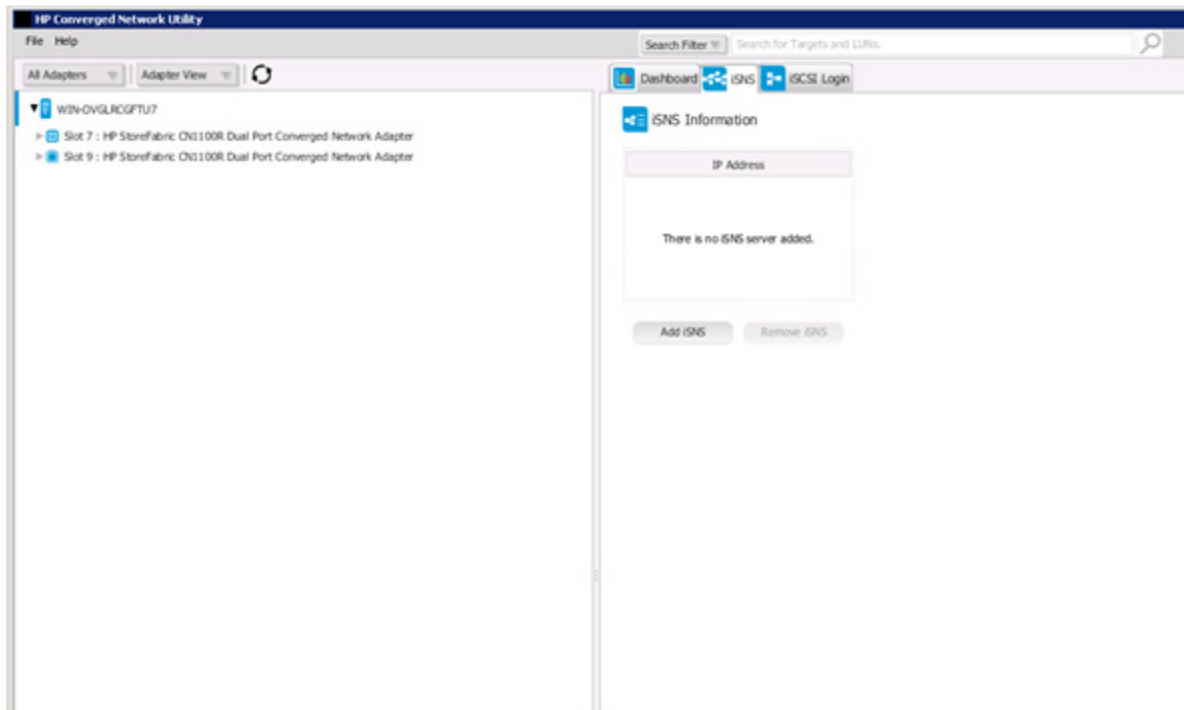 HP Converged Network Utility
File Help
Search Filter Search for Targets and LUNs.
All Adapters Adapter View
Dashboard iSNS iSCSI Login
WIN-OVGLRCGFTU7
Slot 7 : HP StoreFabric CN1100R Dual Port Converged Network Adapter
Slot 9 : HP StoreFabric CN1100R Dual Port Converged Network Adapter
iSNS Information
IP Address
There is no iSNS server added.
Add iSNS Remove iSNS